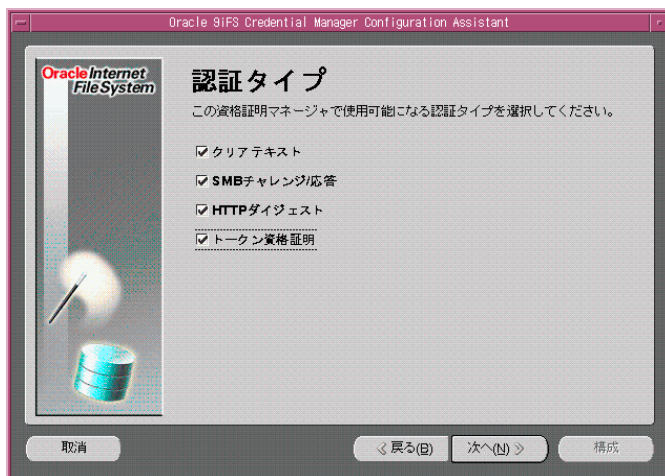 Oracle 9iFS Credential Manager Configuration Assistant
Oracle Internet
File System
認証タイプ
この資格証明マネージャで使用可能になる認証タイプを選択してください。
クリア テキスト
SMBチャレンジ/応答
HTTPダイジェスト
トークン資格証明
取消
戻る(B)
次へ(N)
構成